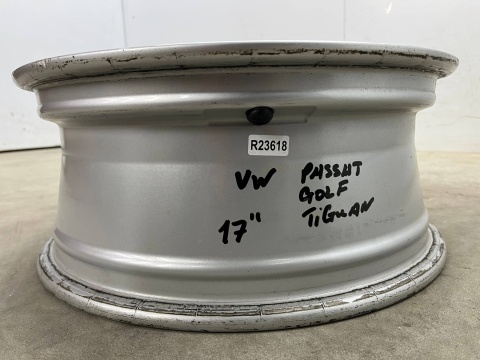 R23618
VW PASSAT
GOLF
17" TiGuAN